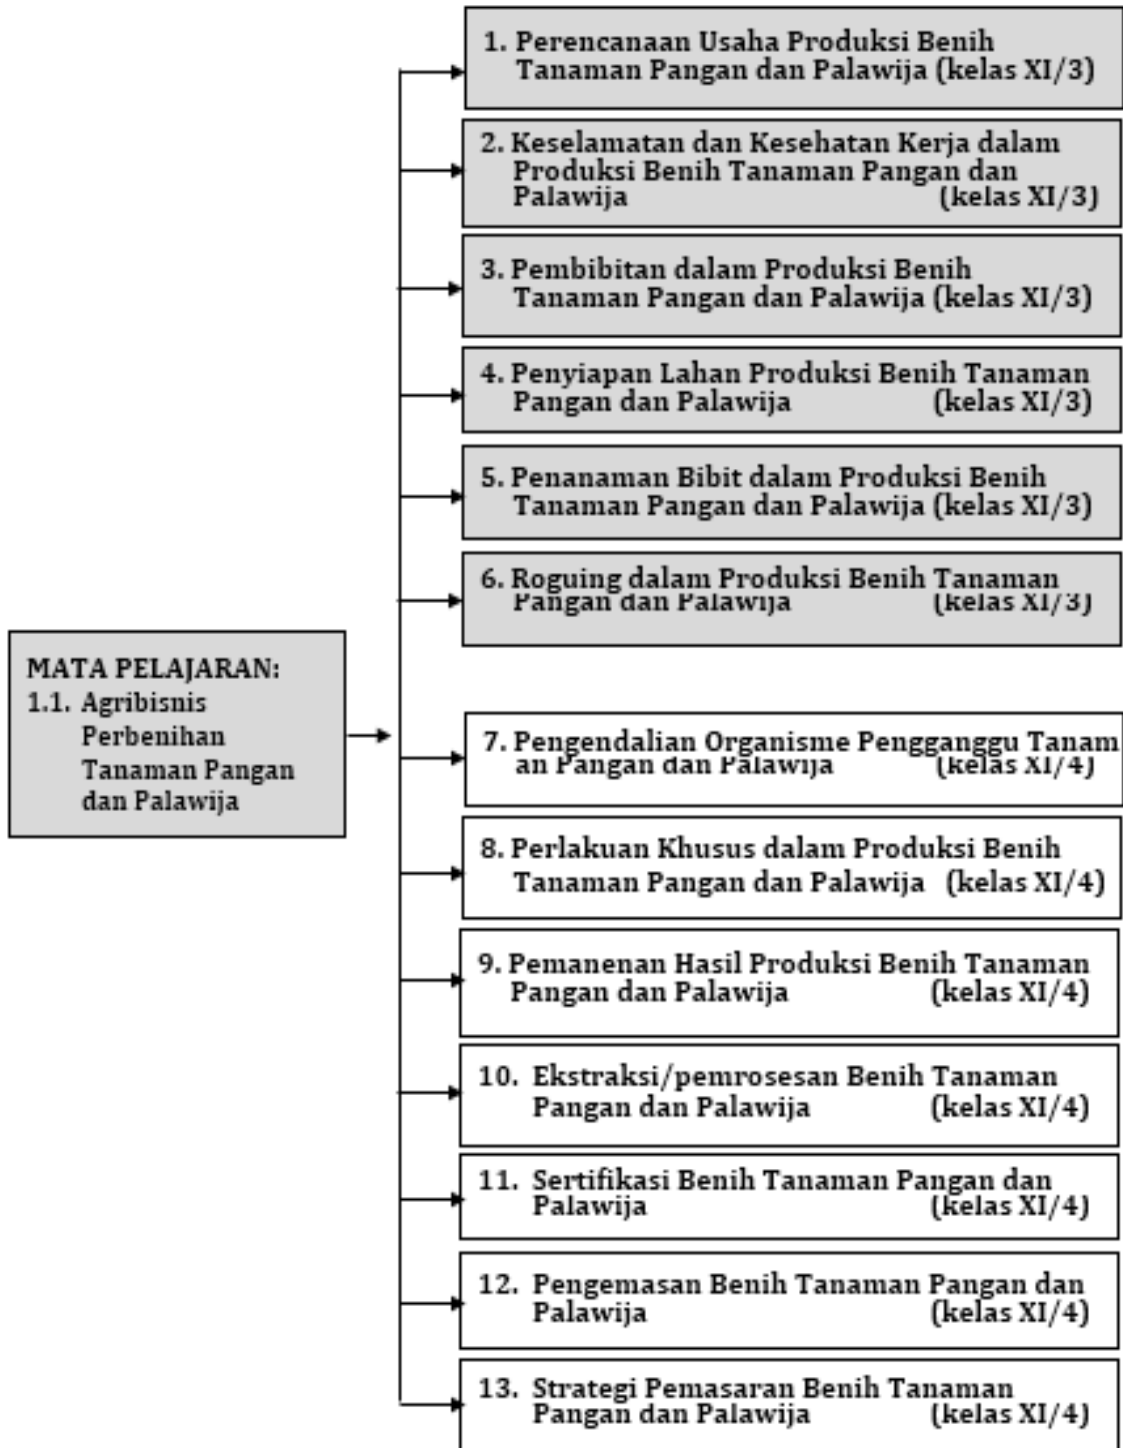 1. Perencanaan Usaha Produksi Benih
Tanaman Pangan dan Palawija (kelas XI/3)
2. Keselamatan dan Kesehatan Kerja dalam
Produksi Benih Tanaman Pangan dan
Palawija (kelas XI/3)
3. Pembibitan dalam Produksi Benih
Tanaman Pangan dan Palawija (kelas XI/3)
4. Penyiapan Lahan Produksi Benih Tanaman
Pangan dan Palawija (kelas XI/3)
5. Penanaman Bibit dalam Produksi Benih
Tanaman Pangan dan Palawija (kelas XI/3)
6. Roguing dalam Produksi Benih Tanaman
Pangan dan Palawija (kelas XI/3)
MATA PELAJARAN:
1.1. Agribisnis
Perbenihan
Tanaman Pangan
dan Palawija
7. Pengendalian Organisme Pengganggu Tanam
an Pangan dan Palawija (kelas XI/4)
8. Perlakuan Khusus dalam Produksi Benih
Tanaman Pangan dan Palawija (kelas XI/4)
9. Pemanenan Hasil Produksi Benih Tanaman
Pangan dan Palawija (kelas XI/4)
10. Ekstraksi/pemrosesan Benih Tanaman
Pangan dan Palawija (kelas XI/4)
11. Sertifikasi Benih Tanaman Pangan dan
Palawija (kelas XI/4)
12. Pengemasan Benih Tanaman Pangan dan
Palawija (kelas XI/4)
13. Strategi Pemasaran Benih Tanaman
Pangan dan Palawija (kelas XI/4)